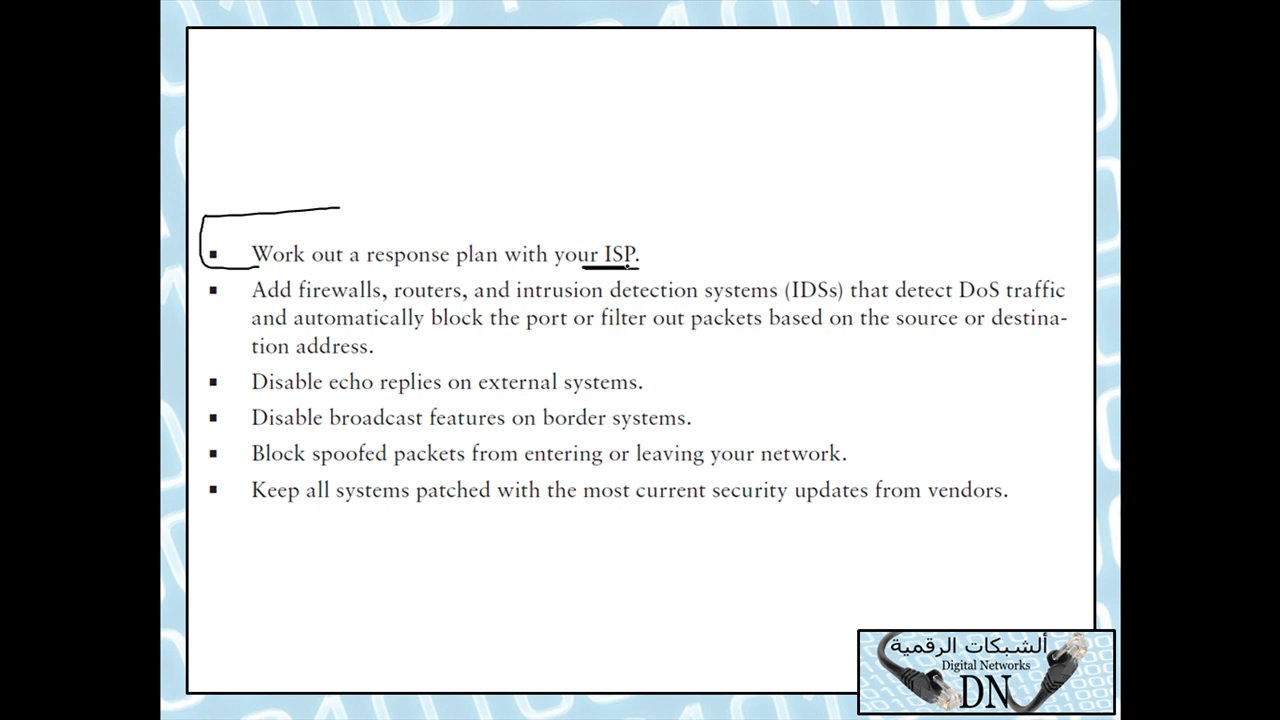 ▪ Work out a response plan with your ISP.
▪ Add firewalls, routers, and intrusion detection systems (IDSs) that detect DoS traffic
and automatically block the port or filter out packets based on the source or destina-
tion address.
▪ Disable echo replies on external systems.
▪ Disable broadcast features on border systems.
▪ Block spoofed packets from entering or leaving your network.
▪ Keep all systems patched with the most current security updates from vendors.
ألشبكات الرقمية
Digital Networks
DN